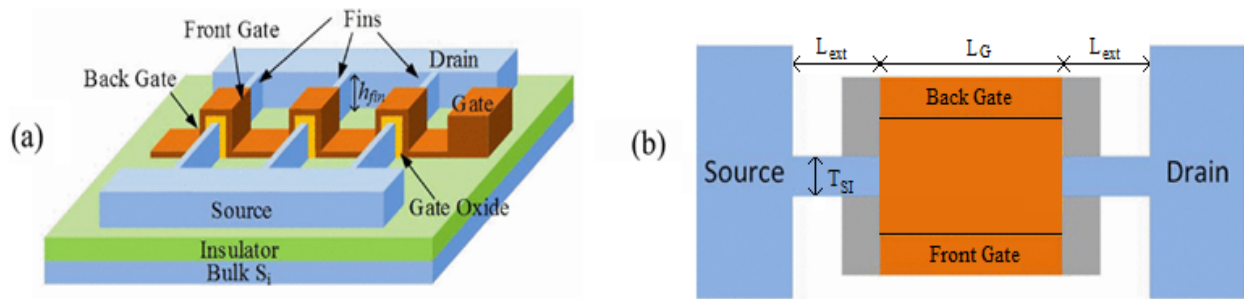 Front Gate
Fins
Drain
Back Gate
h_fin
Gate
(a)
Source
Gate Oxide
Insulator
Bulk S_i
L_ext
L_G
L_ext
Back Gate
(b)
Source
T_SI
Drain
Front Gate